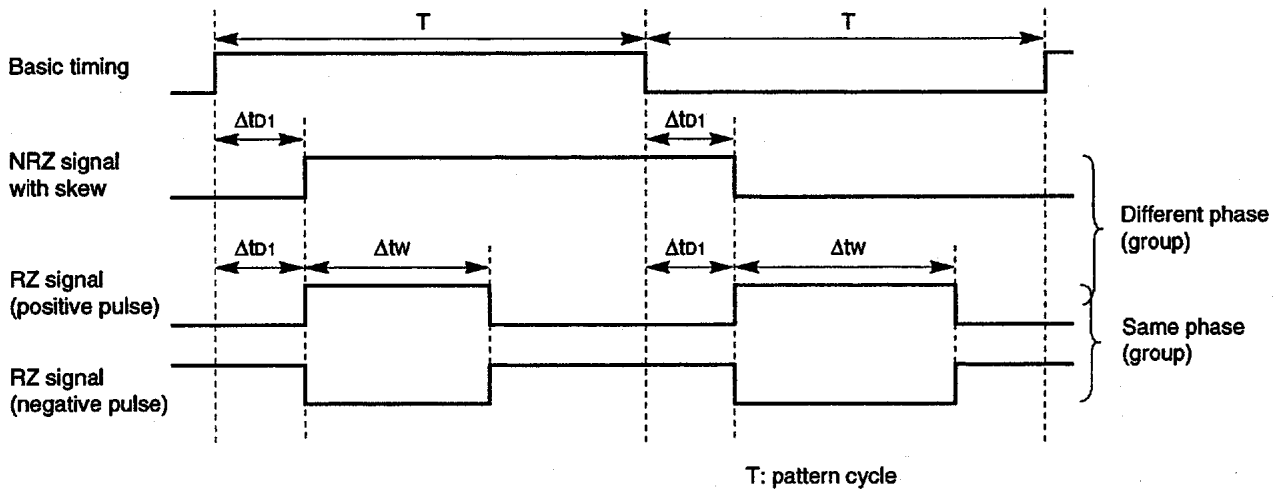 T
T
Basic timing
ΔtD1
ΔtD1
NRZ signal
with skew
Different phase
(group)
ΔtD1
Δtw
ΔtD1
Δtw
RZ signal
(positive pulse)
Same phase
(group)
RZ signal
(negative pulse)
T: pattern cycle